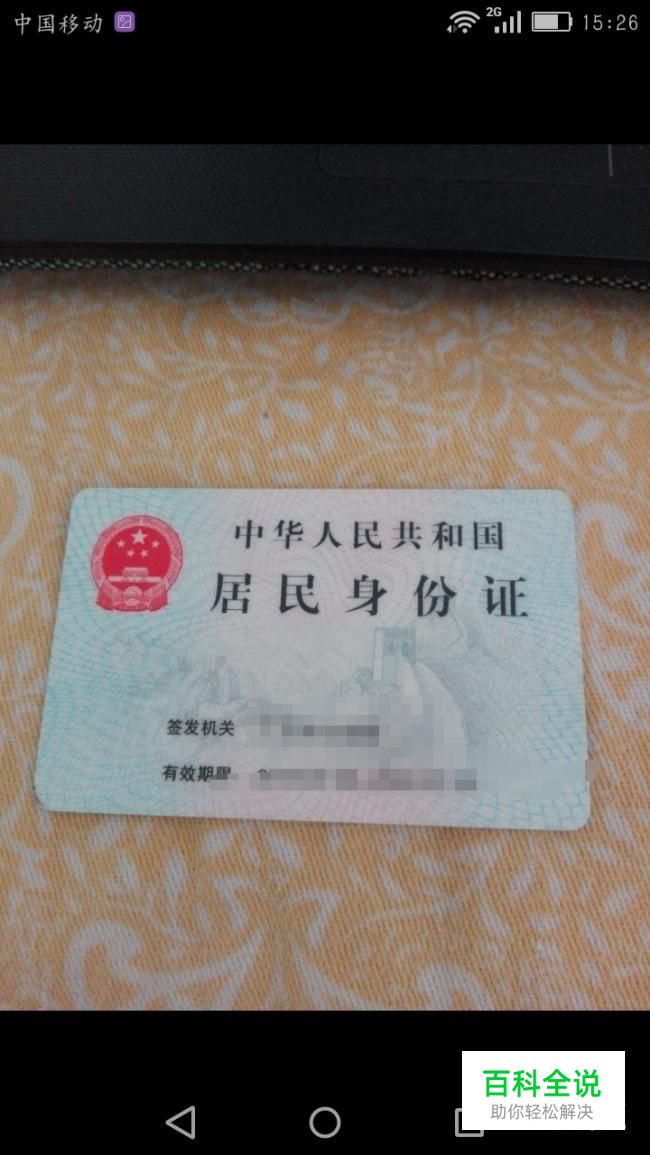 中国移动 2G 15:26
中华人民共和国
居民身份证
签发机关
有效期限
百科全说
助你轻松解决